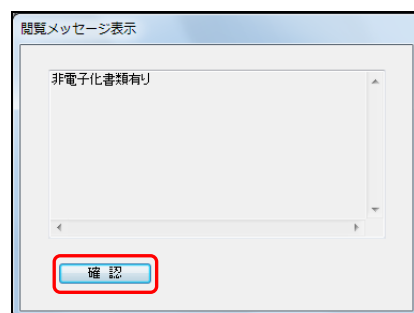 閲覧メッセージ表示
非電子化書類有り
確 認